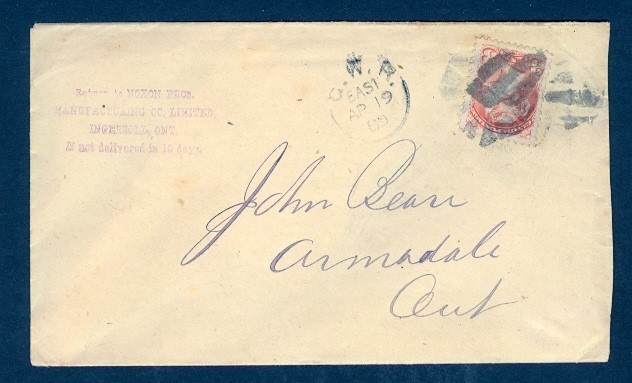 Return to NOXON BROS.
MANUFACTURING CO. LIMITED,
INGERSOLL, ONT.
If not delivered in 10 days
G. W. R.
EAST
AP 19
89
John Bean
Armadale
Ont